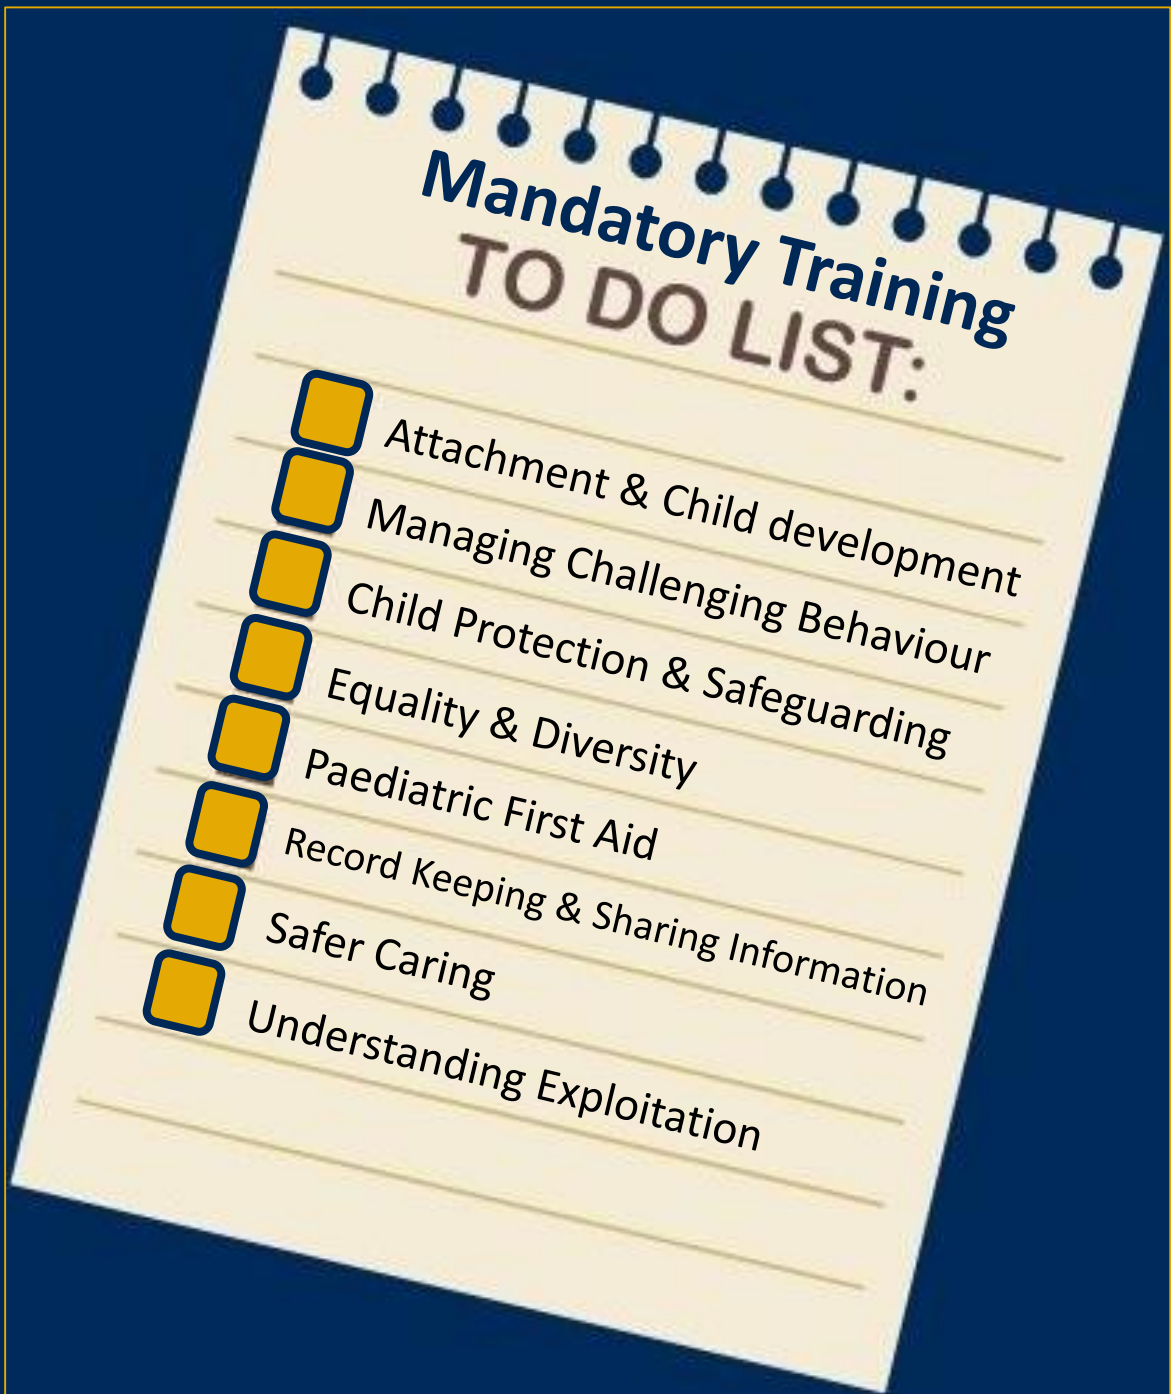 Mandatory Training
TO DO LIST:
Attachment & Child development
Managing Challenging Behaviour
Child Protection & Safeguarding
Equality & Diversity
Paediatric First Aid
Record Keeping & Sharing Information
Safer Caring
Understanding Exploitation